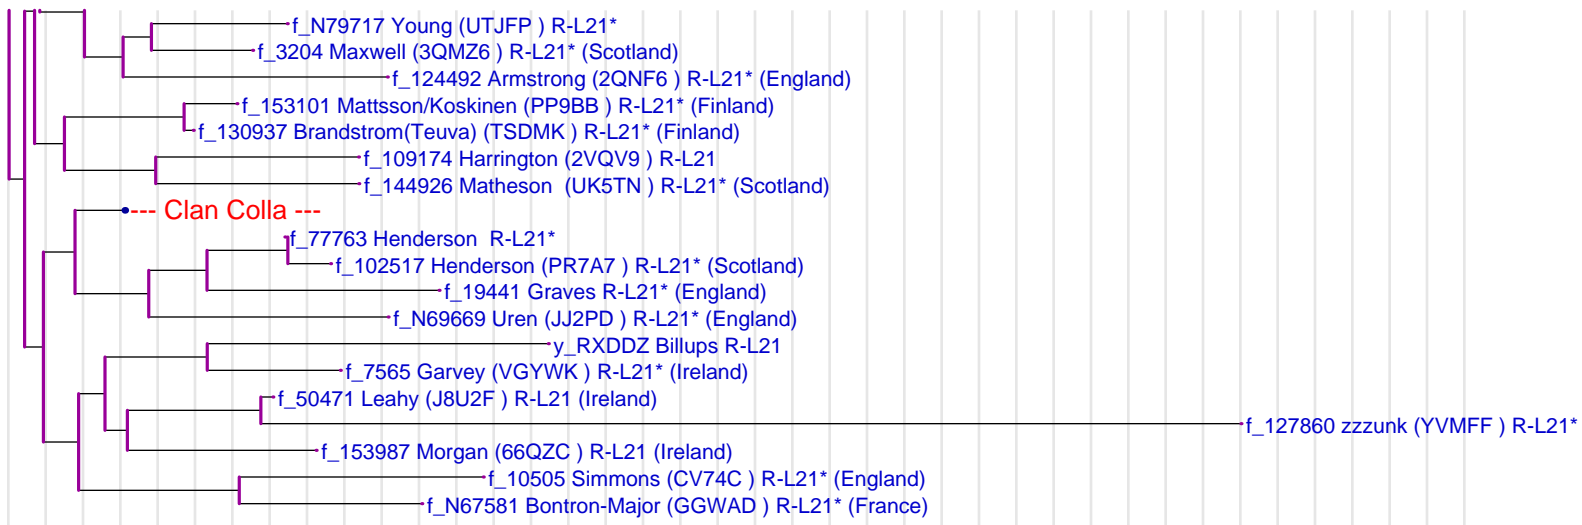 f_N79717 Young (UTJFP ) R-L21*
f_3204 Maxwell (3QMZ6 ) R-L21* (Scotland)
f_124492 Armstrong (2QNF6 ) R-L21* (England)
f_153101 Mattsson/Koskinen (PP9BB ) R-L21* (Finland)
f_130937 Brandstrom(Teuva) (TSDMK ) R-L21* (Finland)
f_109174 Harrington (2VQV9 ) R-L21
f_144926 Matheson  (UK5TN ) R-L21* (Scotland)
--- Clan Colla ---
f_77763 Henderson  R-L21*
f_102517 Henderson (PR7A7 ) R-L21* (Scotland)
f_19441 Graves R-L21* (England)
f_N69669 Uren (JJ2PD ) R-L21* (England)
y_RXDDZ Billups R-L21
f_7565 Garvey (VGYWK ) R-L21* (Ireland)
f_50471 Leahy (J8U2F ) R-L21 (Ireland)
f_127860 zzzunk (YVMFF ) R-L21*
f_153987 Morgan (66QZC ) R-L21 (Ireland)
f_10505 Simmons (CV74C ) R-L21* (England)
f_N67581 Bontron-Major (GGWAD ) R-L21* (France)